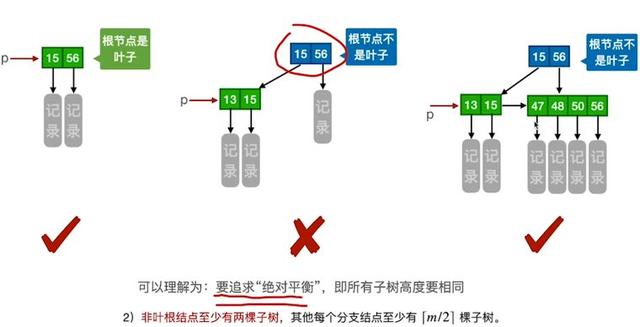 根节点是
叶子
p
15 56
记录
记录
根节点不
是叶子
15 56
p
13 15
记录
记录
记录
根节点不
是叶子
15 56
p
13 15
47 48 50 56
记录
记录
记录
记录
记录
记录
可以理解为：要追求“绝对平衡”，即所有子树高度要相同
2）非叶根结点至少有两棵子树，其他每个分支结点至少有 ⌈m/2⌉ 棵子树。